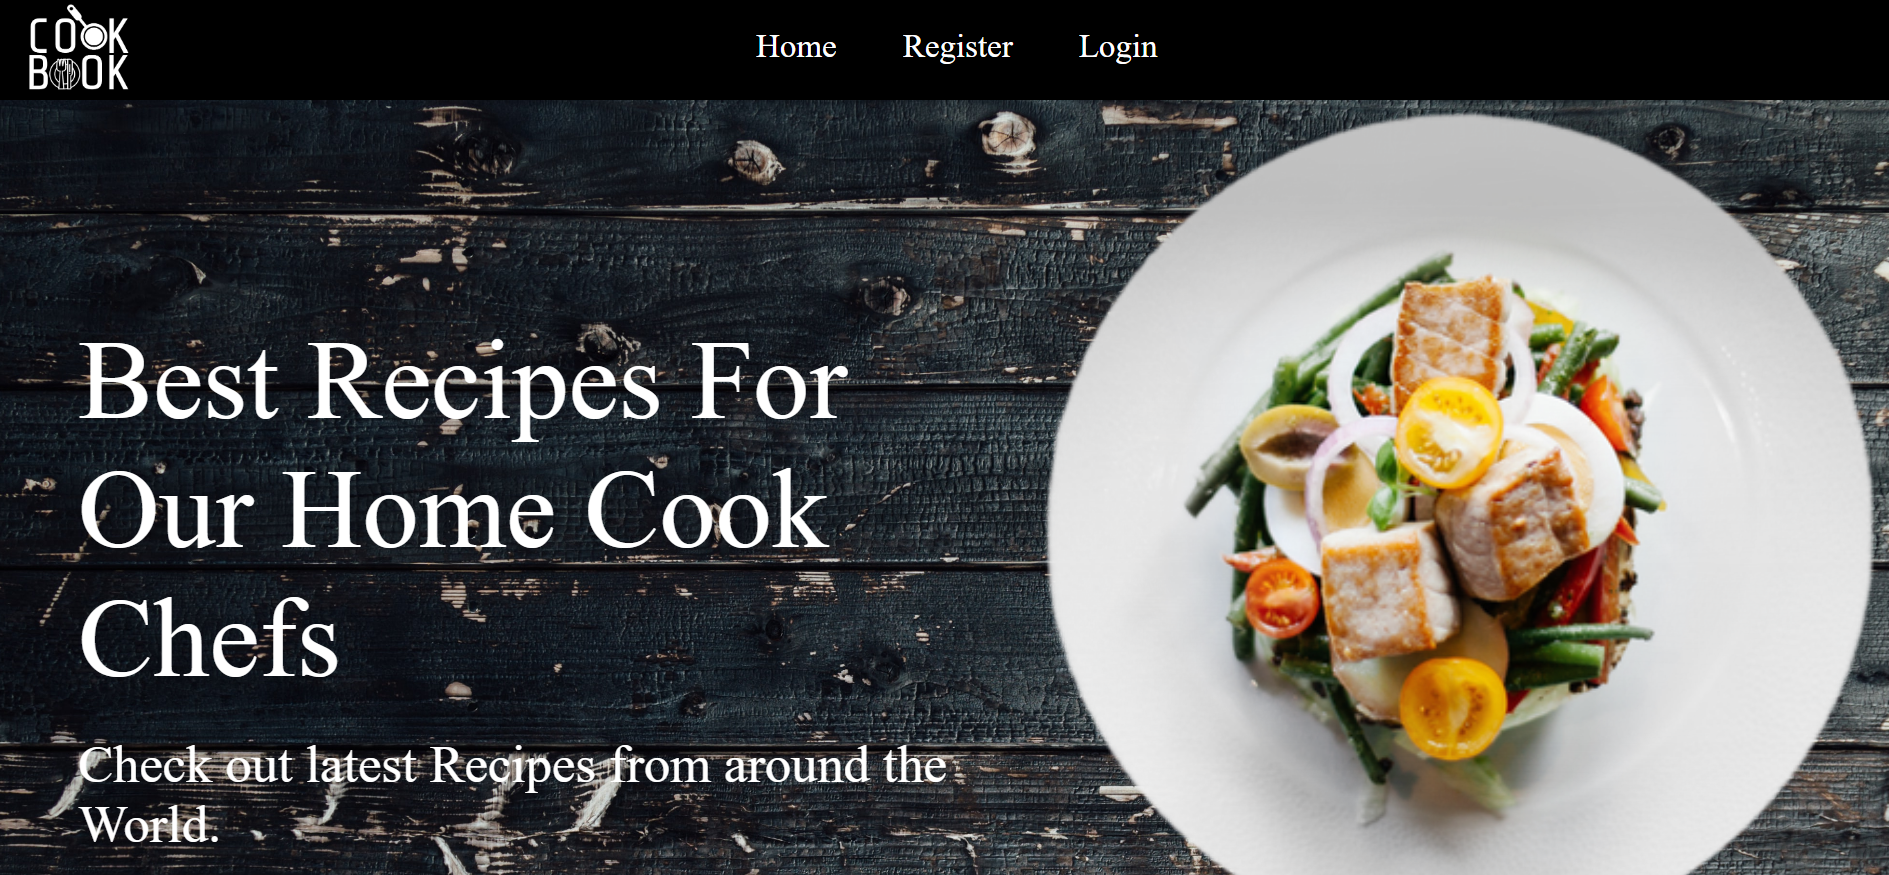 COOK
BOOK
Home Register Login
Best Recipes For
Our Home Cook
Chefs
Check out latest Recipes from around the
World.